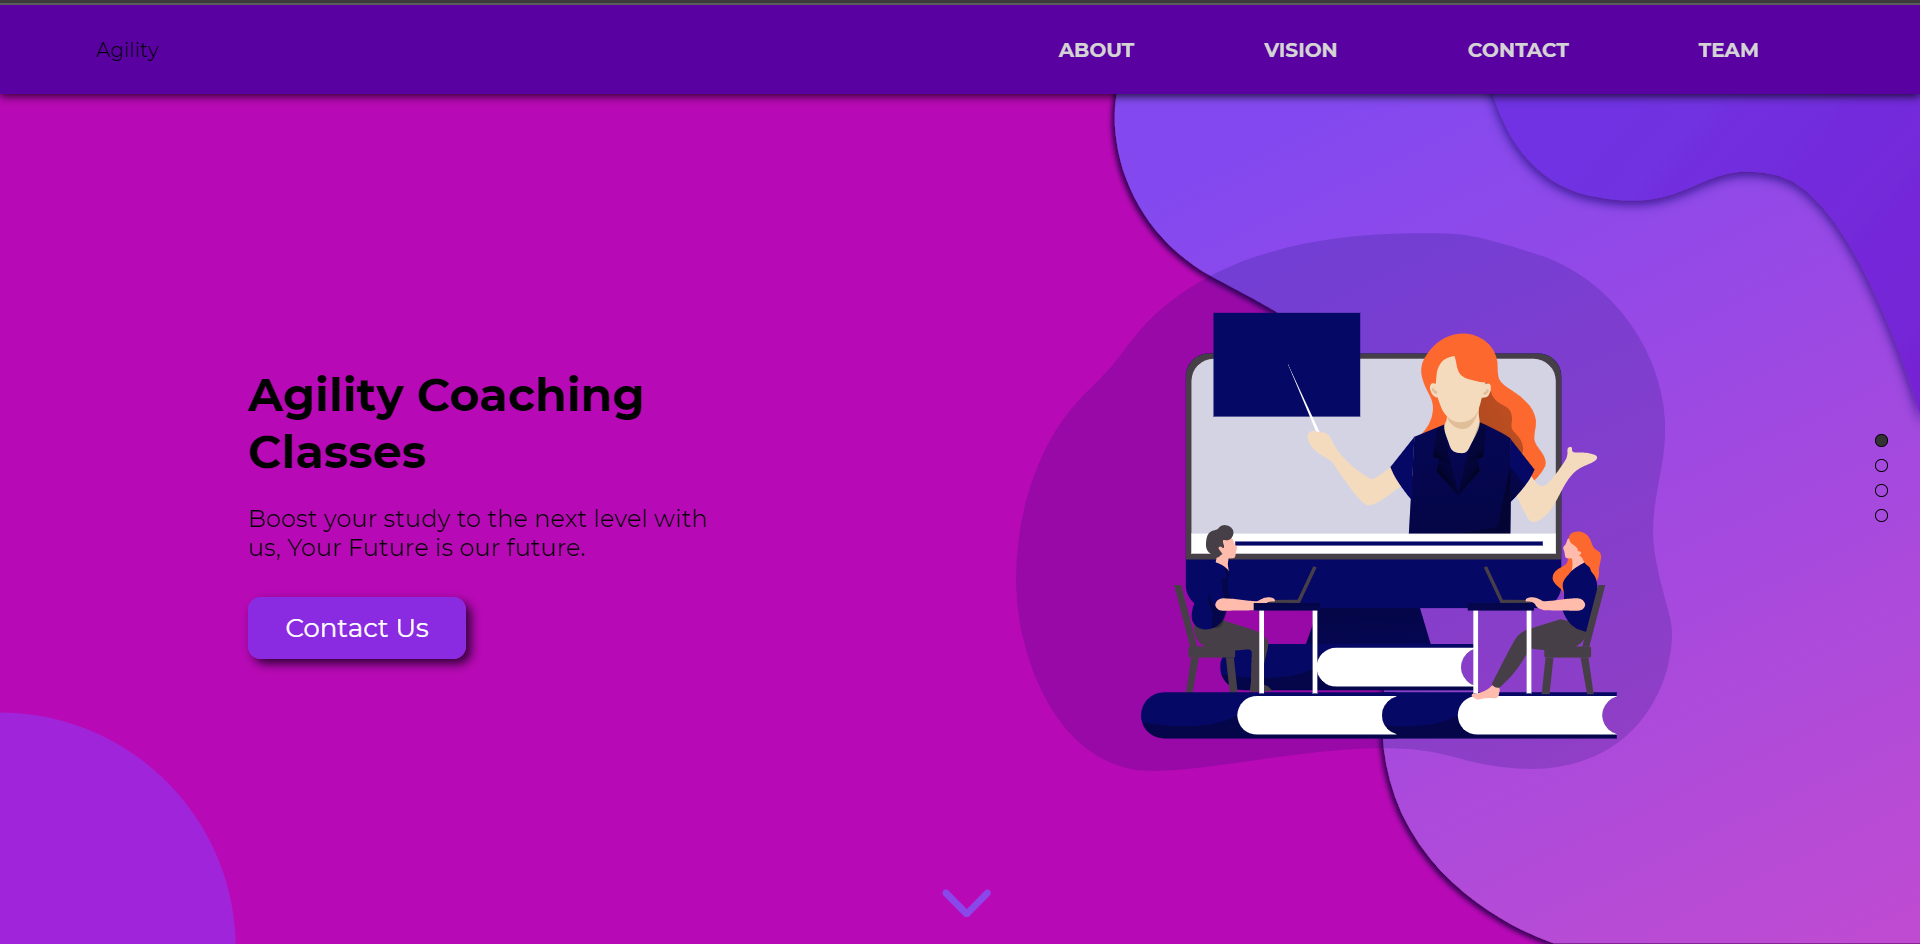 Agility
ABOUT
VISION
CONTACT
TEAM
Agility Coaching
Classes
Boost your study to the next level with
us, Your Future is our future.
Contact Us